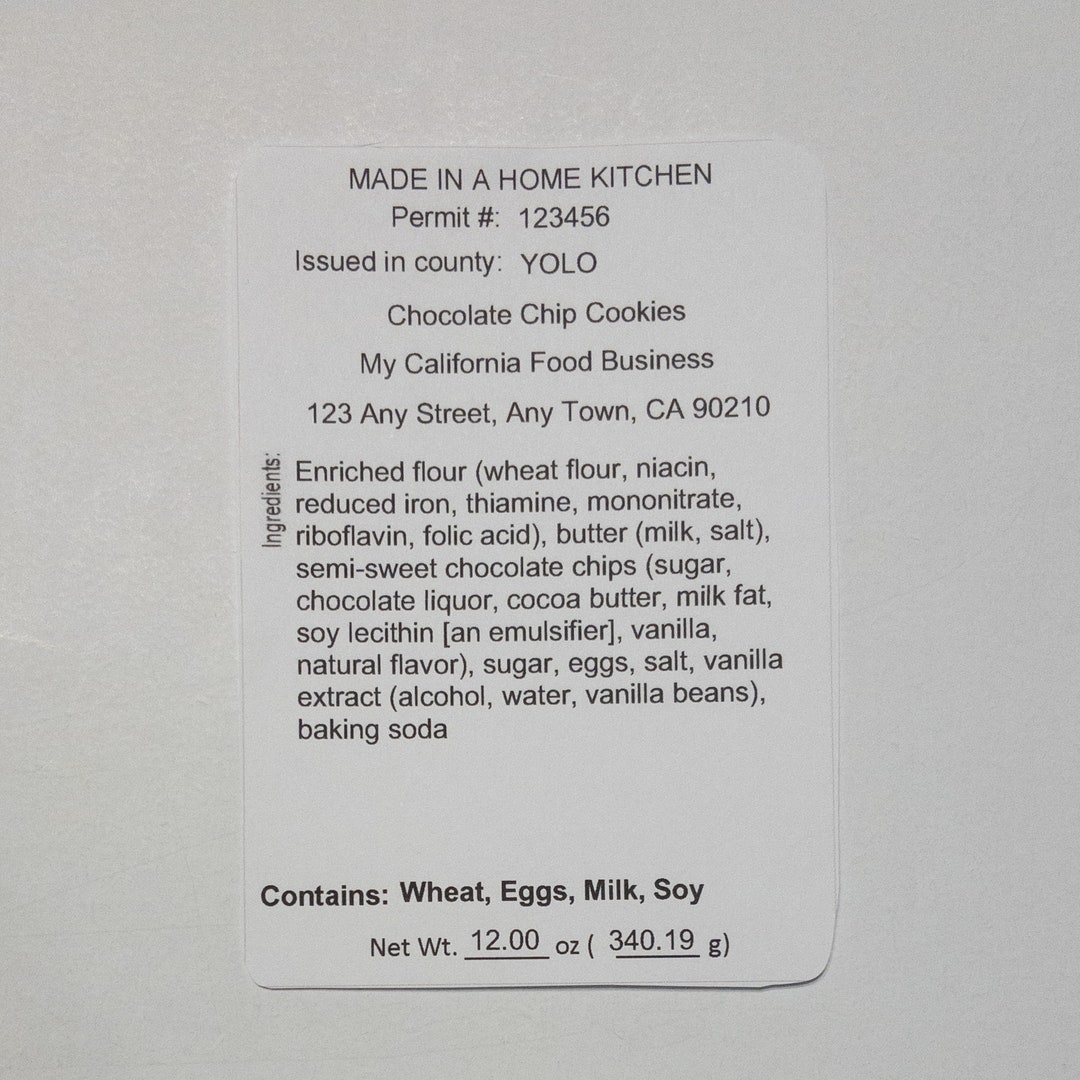 MADE IN A HOME KITCHEN
Permit #: 123456
Issued in county: YOLO
Chocolate Chip Cookies
My California Food Business
123 Any Street, Any Town, CA 90210
Ingredients:
Enriched flour (wheat flour, niacin,
reduced iron, thiamine, mononitrate,
riboflavin, folic acid), butter (milk, salt),
semi-sweet chocolate chips (sugar,
chocolate liquor, cocoa butter, milk fat,
soy lecithin [an emulsifier], vanilla,
natural flavor), sugar, eggs, salt, vanilla
extract (alcohol, water, vanilla beans),
baking soda
Contains: Wheat, Eggs, Milk, Soy
Net Wt. 12.00 oz ( 340.19 g)